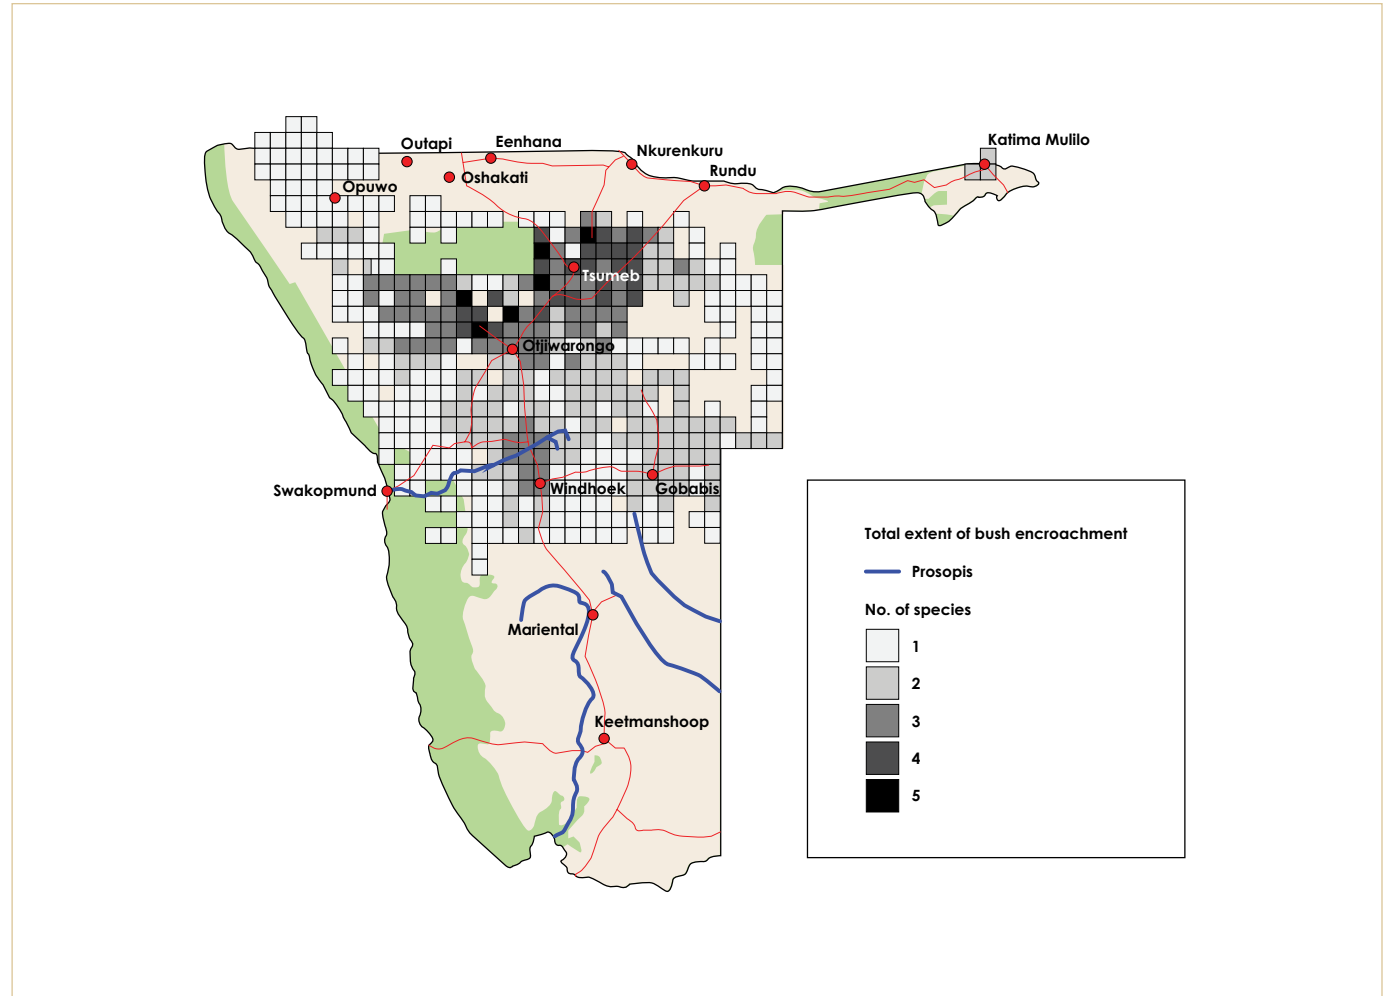 Katima Mulilo
Outapi
Eenhana
Nkurenkuru
Rundu
Oshakati
Opuwo
Tsumeb
Otjiwarongo
Swakopmund
Windhoek
Gobabis
Mariental
Keetmanshoop
Total extent of bush encroachment
Prosopis
No. of species
1
2
3
4
5